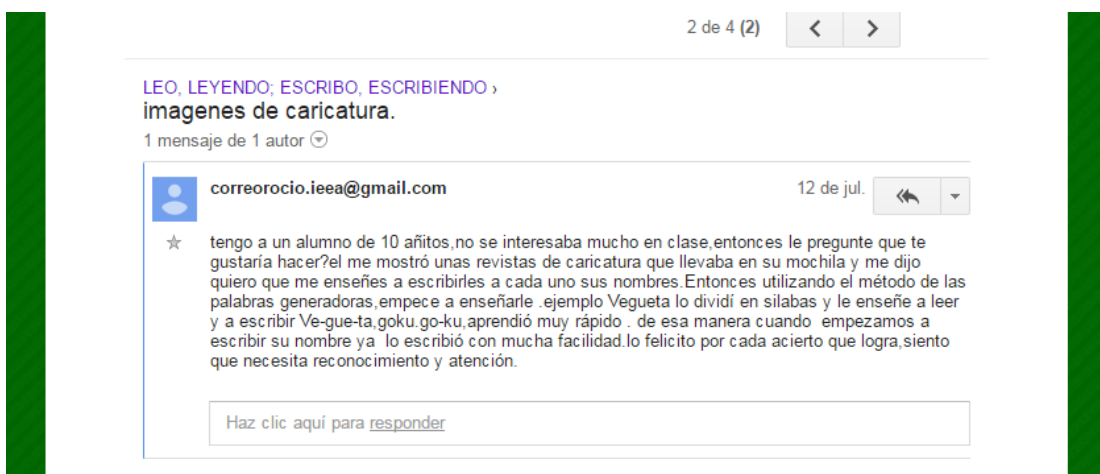 2 de 4 (2)
LEO, LEYENDO; ESCRIBO, ESCRIBIENDO ›
imagenes de caricatura.
1 mensaje de 1 autor
correorocio.ieea@gmail.com 12 de jul.
tengo a un alumno de 10 añitos,no se interesaba mucho en clase,entonces le pregunte que te
gustaría hacer?el me mostró unas revistas de caricatura que llevaba en su mochila y me dijo
quiero que me enseñes a escribirles a cada uno sus nombres.Entonces utilizando el método de las
palabras generadoras,empece a enseñarle .ejemplo Vegueta lo dividí en silabas y le enseñe a leer
y a escribir Ve-gue-ta,goku.go-ku,aprendió muy rápido . de esa manera cuando  empezamos a
escribir su nombre ya  lo escribió con mucha facilidad.lo felicito por cada acierto que logra,siento
que necesita reconocimiento y atención.
Haz clic aquí para responder